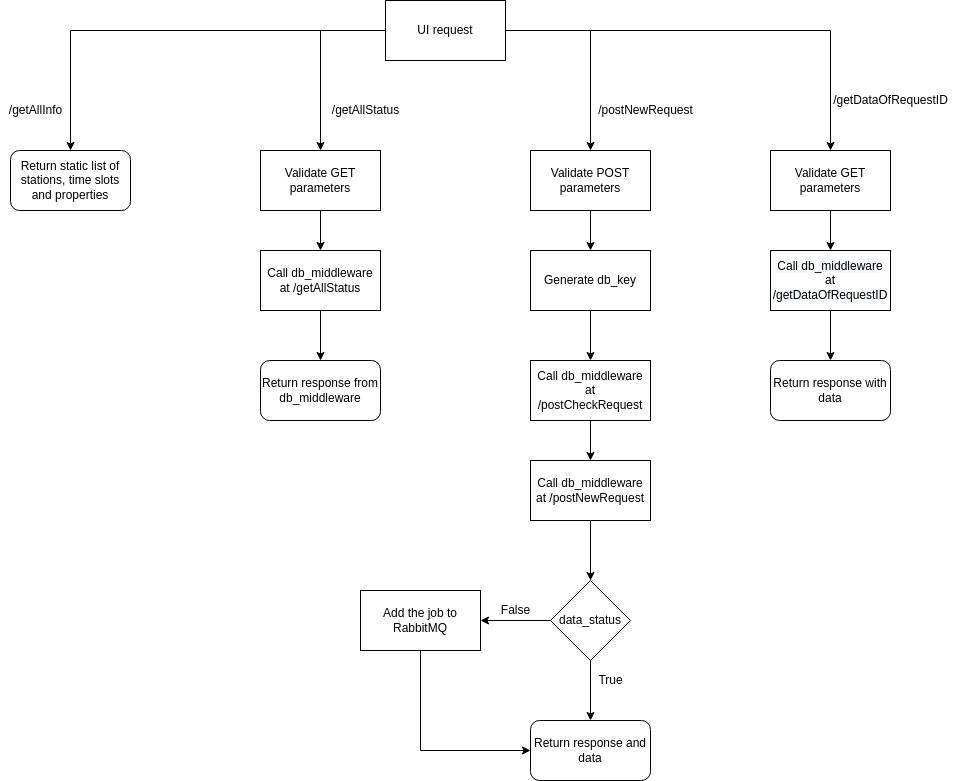 UI request
/getAllInfo
/getAllStatus
/postNewRequest
/getDataOfRequestID
Return static list of
stations, time slots
and properties
Validate GET
parameters
Validate POST
parameters
Validate GET
parameters
Call db_middleware
at /getAllStatus
Generate db_key
Call db_middleware
at
/getDataOfRequestID
Return response from
db_middleware
Call db_middleware
at
/postCheckRequest
Return response with
data
Call db_middleware
at /postNewRequest
Add the job to
RabbitMQ
False
data_status
True
Return response and
data